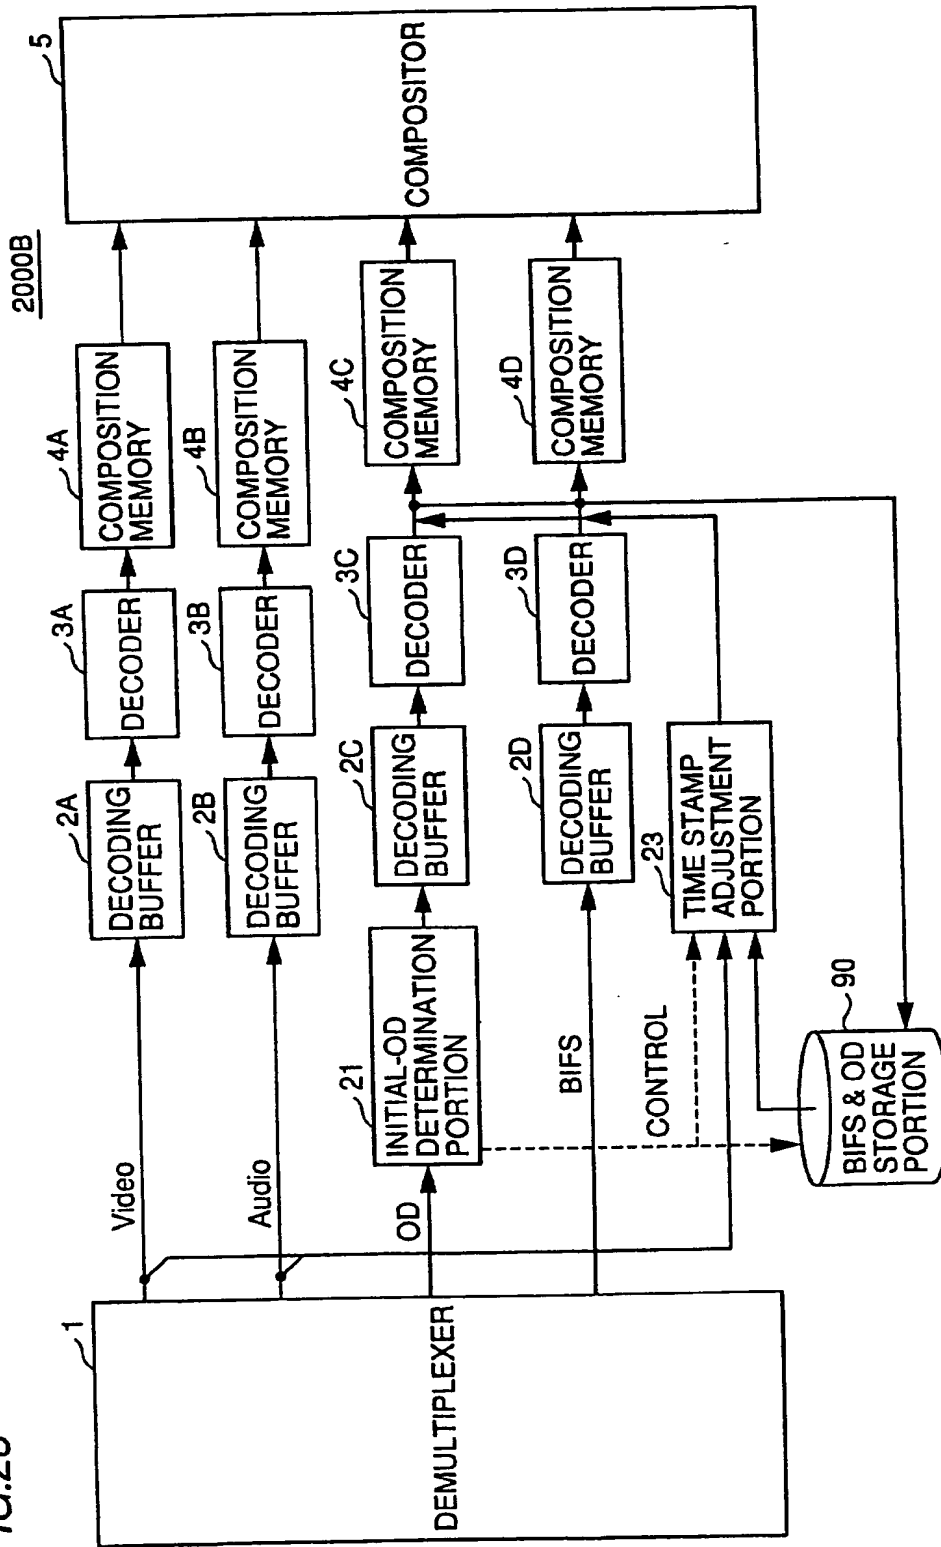 2000B
1
DEMULTIPLEXER
Video
2A
DECODING
BUFFER
3A
DECODER
4A
COMPOSITION
MEMORY
5
COMPOSITOR
Audio
2B
DECODING
BUFFER
3B
DECODER
4B
COMPOSITION
MEMORY
OD
21
INITIAL-OD
DETERMINATION
PORTION
2C
DECODING
BUFFER
3C
DECODER
4C
COMPOSITION
MEMORY
BIFS
2D
DECODING
BUFFER
3D
DECODER
4D
COMPOSITION
MEMORY
CONTROL
23
TIME STAMP
ADJUSTMENT
PORTION
90
BIFS & OD
STORAGE
PORTION